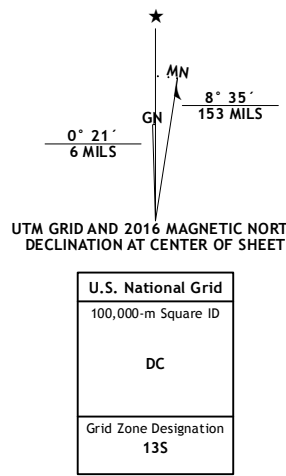 ★
MN
GN
0° 21´
6 MILS
8° 35´
153 MILS
UTM GRID AND 2016 MAGNETIC NORT
DECLINATION AT CENTER OF SHEET
U.S. National Grid
100,000-m Square ID
DC
Grid Zone Designation
13S